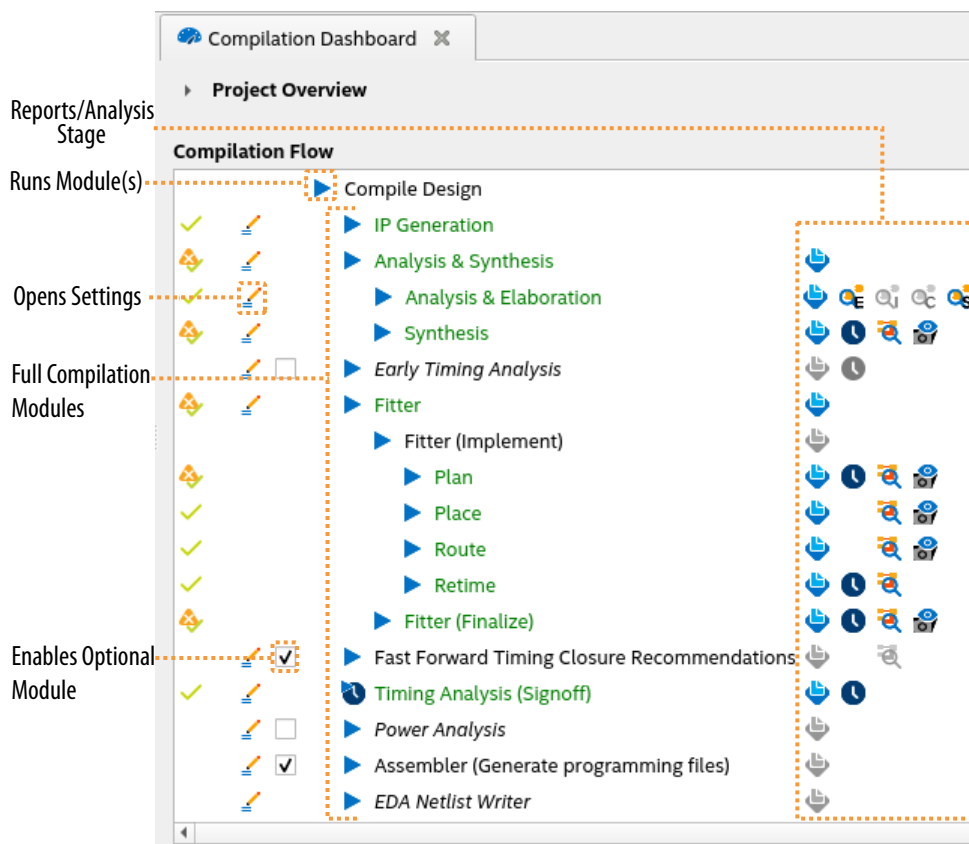 Compilation Dashboard
Project Overview
Reports/Analysis
Stage
Compilation Flow
Runs Module(s)
Compile Design
IP Generation
Analysis & Synthesis
Opens Settings
Analysis & Elaboration
E I C S
Synthesis
Full Compilation
Modules
Early Timing Analysis
Fitter
Fitter (Implement)
Plan
Place
Route
Retime
Fitter (Finalize)
Enables Optional
Module
Fast Forward Timing Closure Recommendations
Timing Analysis (Signoff)
Power Analysis
Assembler (Generate programming files)
EDA Netlist Writer